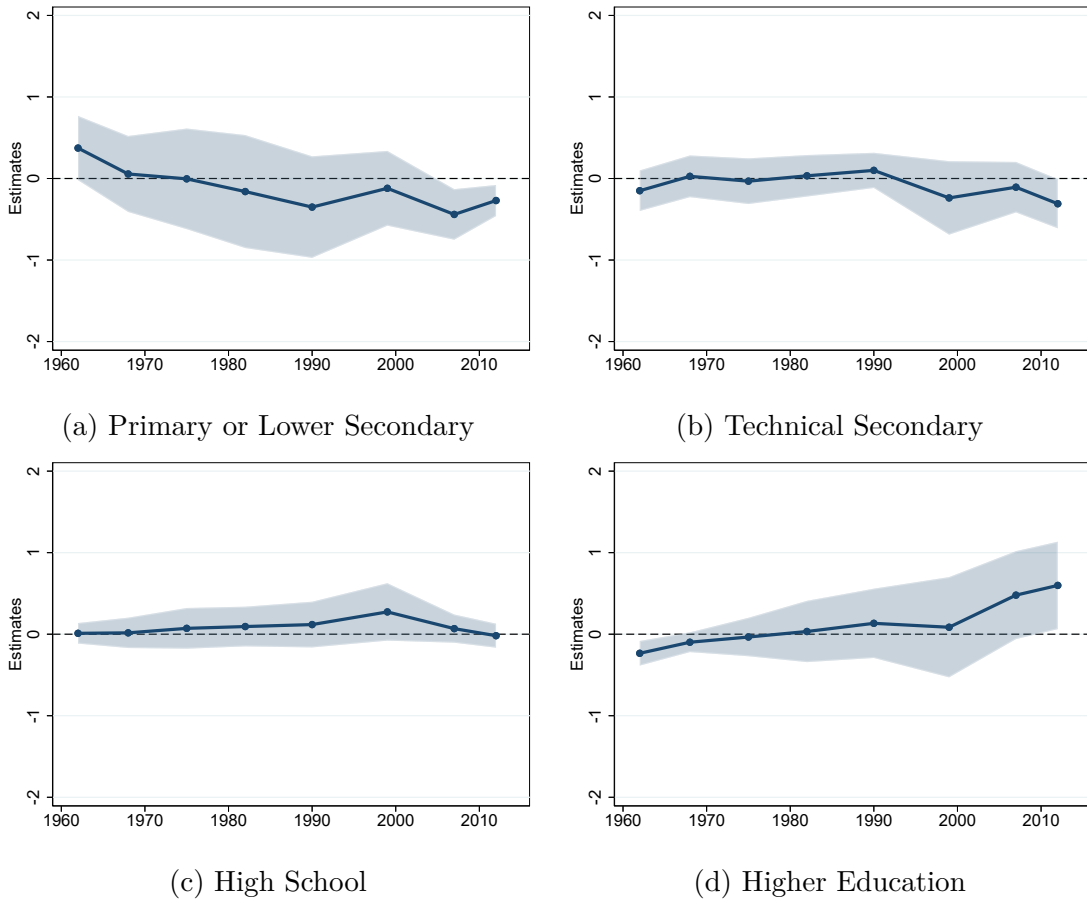 2
1
0
-1
-2
Estimates
1960 1970 1980 1990 2000 2010
(a) Primary or Lower Secondary
2
1
0
-1
-2
Estimates
1960 1970 1980 1990 2000 2010
(b) Technical Secondary
2
1
0
-1
-2
Estimates
1960 1970 1980 1990 2000 2010
(c) High School
2
1
0
-1
-2
Estimates
1960 1970 1980 1990 2000 2010
(d) Higher Education